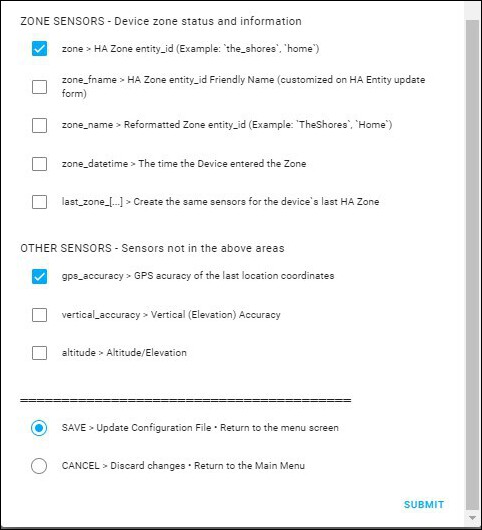 ZONE SENSORS - Device zone status and information
zone > HA Zone entity_id (Example: `the_shores`, `home`)
zone_fname > HA Zone entity_id Friendly Name (customized on HA Entity update
form)
zone_name > Reformatted Zone entity_id (Example: `TheShores`, `Home`)
zone_datetime > The time the Device entered the Zone
last_zone_[...] > Create the same sensors for the device`s last HA Zone
OTHER SENSORS - Sensors not in the above areas
gps_accuracy > GPS acuracy of the last location coordinates
vertical_accuracy > Vertical (Elevation) Accuracy
altitude > Altitude/Elevation
========================================
SAVE > Update Configuration File • Return to the menu screen
CANCEL > Discard changes • Return to the Main Menu
SUBMIT